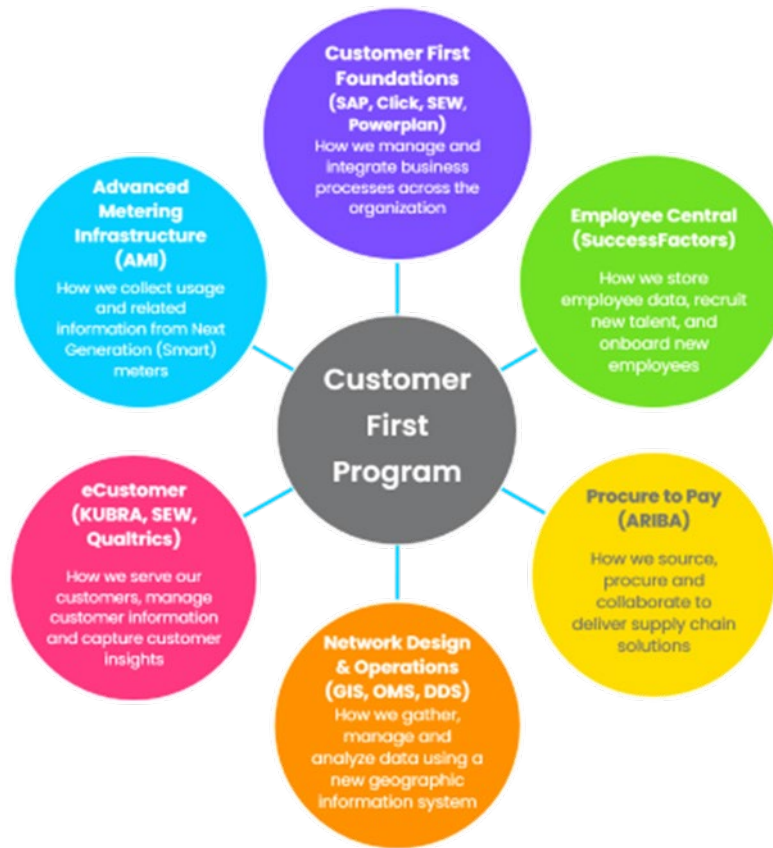 Customer First
Foundations
(SAP, Click, SEW,
Powerplan)
How we manage and
integrate business
processes across the
organization
Advanced
Metering
Infrastructure
(AMI)
How we collect usage
and related
information from Next
Generation (Smart)
meters
Employee Central
(SuccessFactors)
How we store
employee data, recruit
new talent, and
onboard new
employees
Customer
First
Program
eCustomer
(KUBRA, SEW,
Qualtrics)
How we serve our
customers, manage
customer information
and capture customer
insights
Procure to Pay
(ARIBA)
How we source,
procure and
collaborate to
deliver supply chain
solutions
Network Design
& Operations
(GIS, OMS, DDS)
How we gather,
manage and
analyze data using a
new geographic
information system